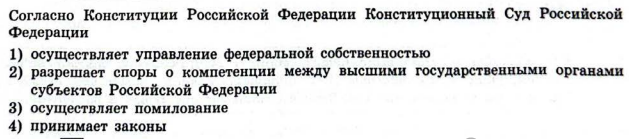 Согласно Конституции Российской Федерации Конституционный Суд Российской
Федерации
1) осуществляет управление федеральной собственностью
2) разрешает споры о компетенции между высшими государственными органами
субъектов Российской Федерации
3) осуществляет помилование
4) принимает законы